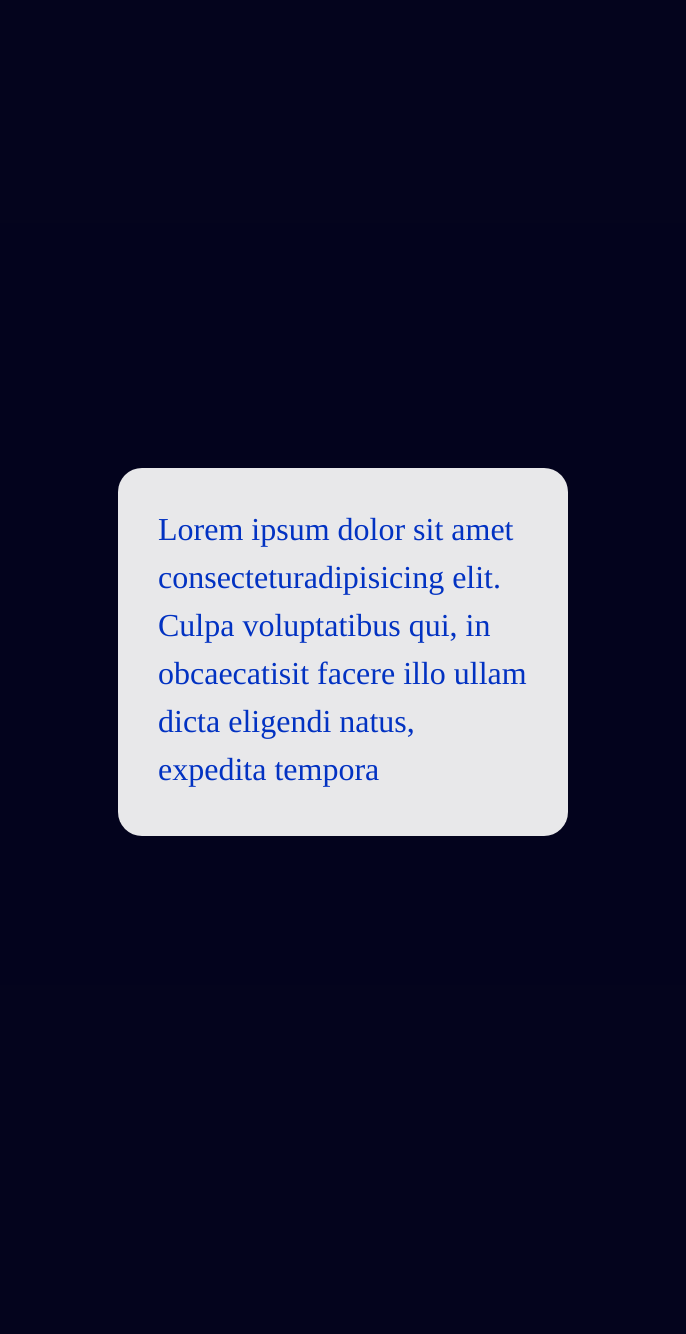 Lorem ipsum dolor sit amet
consecteturadipisicing elit.
Culpa voluptatibus qui, in
obcaecatisit facere illo ullam
dicta eligendi natus,
expedita tempora